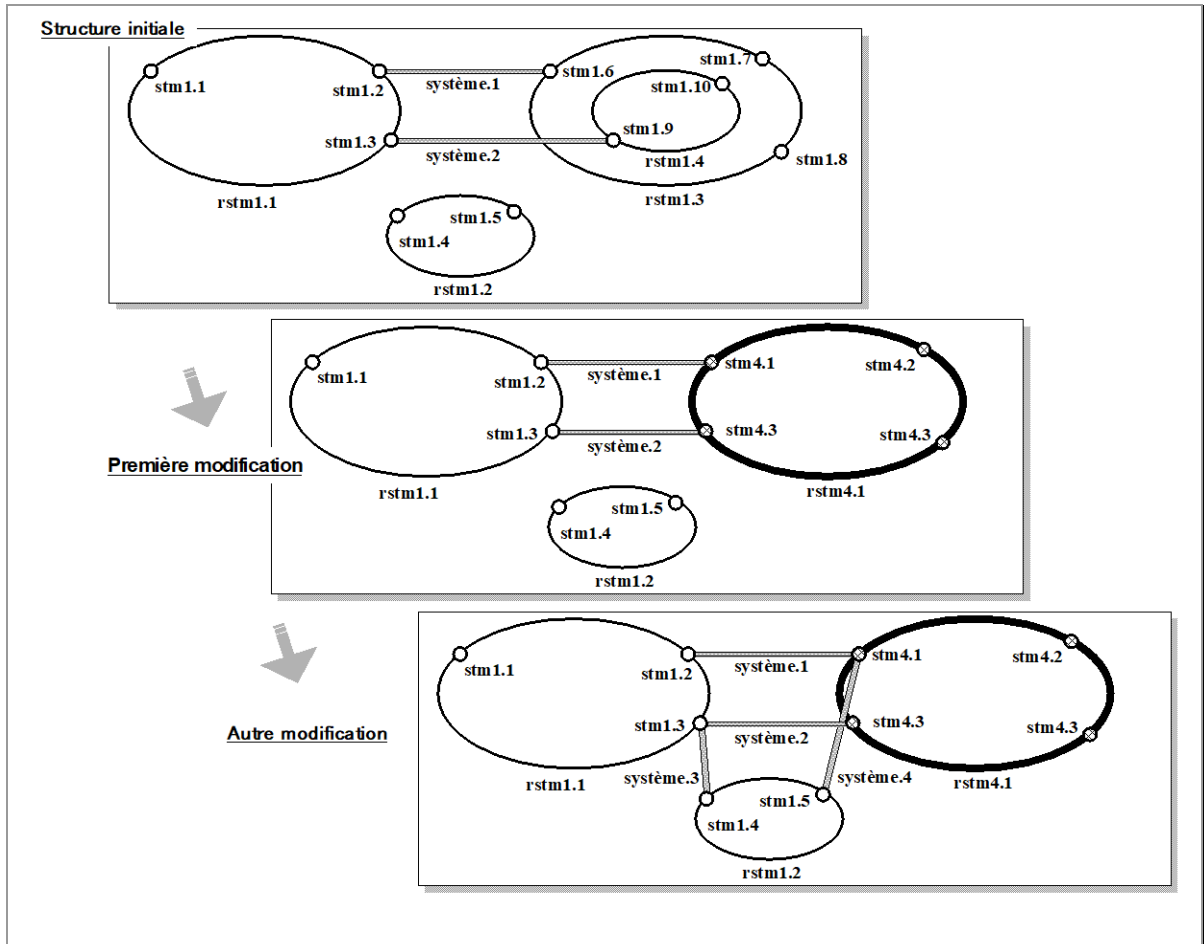 Structure initiale
stm1.1
stm1.2
système.1
stm1.6
stm1.7
stm1.10
stm1.3
système.2
stm1.9
rstm1.4
stm1.8
rstm1.1
rstm1.3
stm1.5
stm1.4
rstm1.2
Première modification
stm1.1
stm1.2
système.1
stm4.1
stm4.2
stm1.3
système.2
stm4.3
stm4.3
rstm1.1
rstm4.1
stm1.5
stm1.4
rstm1.2
Autre modification
stm1.1
stm1.2
système.1
stm4.1
stm4.2
stm1.3
système.2
stm4.3
stm4.3
rstm1.1
système.3
système.4
rstm4.1
stm1.5
stm1.4
rstm1.2